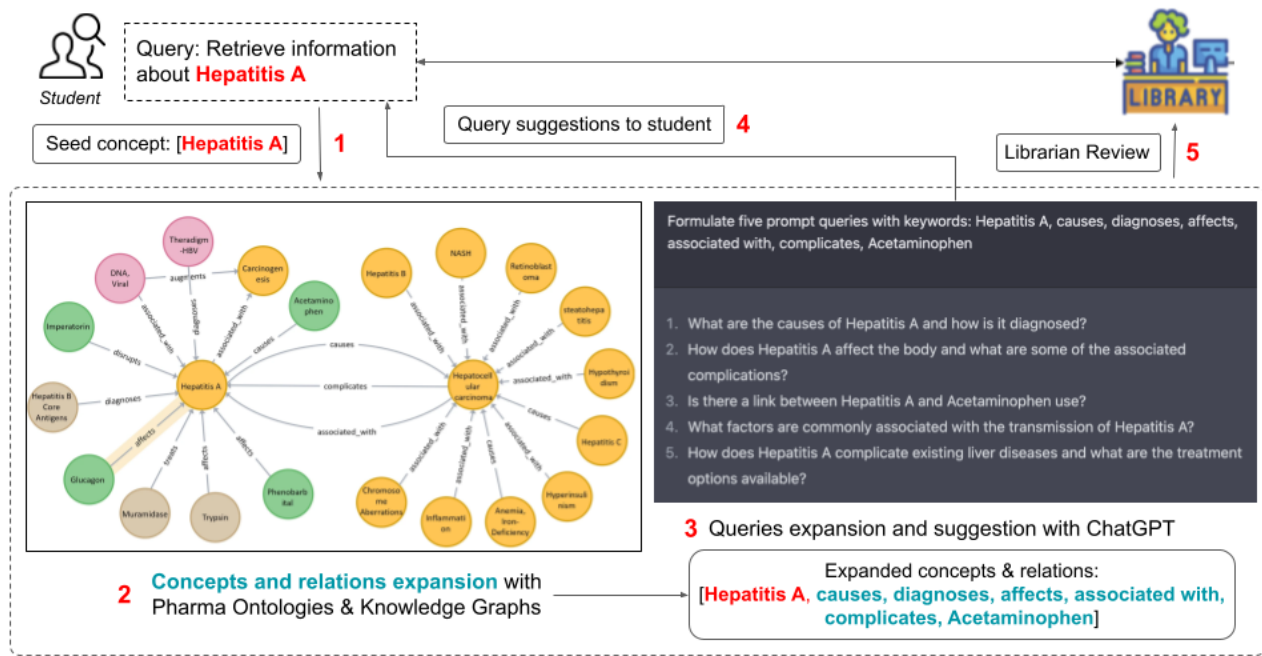 Query: Retrieve information
about Hepatitis A
Student
LIBRARY
Seed concept: [Hepatitis A]
1
Query suggestions to student
4
Librarian Review
5
Theradigm
-HBV
DNA,
Viral
augments
Carcinogen
esis
Imperatorin
associated_with
diagnoses
associated_with
Acetamino
phen
causes
disrupts
Hepatitis A
Hepatitis B
Core
Antigens
diagnoses
affects
Glucagon
treats
Muramidase
affects
Trypsin
affects
Phenobarb
ital
causes
complicates
associated_with
Hepatitis B
associated_with
NASH
associated_with
Retinoblast
oma
associated_with
steatohepa
titis
associated_with
Hypothyroi
dism
associated_with
Hepatocell
ular
carcinoma
causes
Hepatitis C
associated_with
Hyperinsuli
nism
causes
Anemia,
Iron-
Deficiency
associated_with
Inflammati
on
associated_with
Chromoso
me
Aberrations
Formulate five prompt queries with keywords: Hepatitis A, causes, diagnoses, affects,
associated with, complicates, Acetaminophen
1. What are the causes of Hepatitis A and how is it diagnosed?
2. How does Hepatitis A affect the body and what are some of the associated
complications?
3. Is there a link between Hepatitis A and Acetaminophen use?
4. What factors are commonly associated with the transmission of Hepatitis A?
5. How does Hepatitis A complicate existing liver diseases and what are the treatment
options available?
3 Queries expansion and suggestion with ChatGPT
2 Concepts and relations expansion with
Pharma Ontologies & Knowledge Graphs
Expanded concepts & relations:
[Hepatitis A, causes, diagnoses, affects, associated with,
complicates, Acetaminophen]